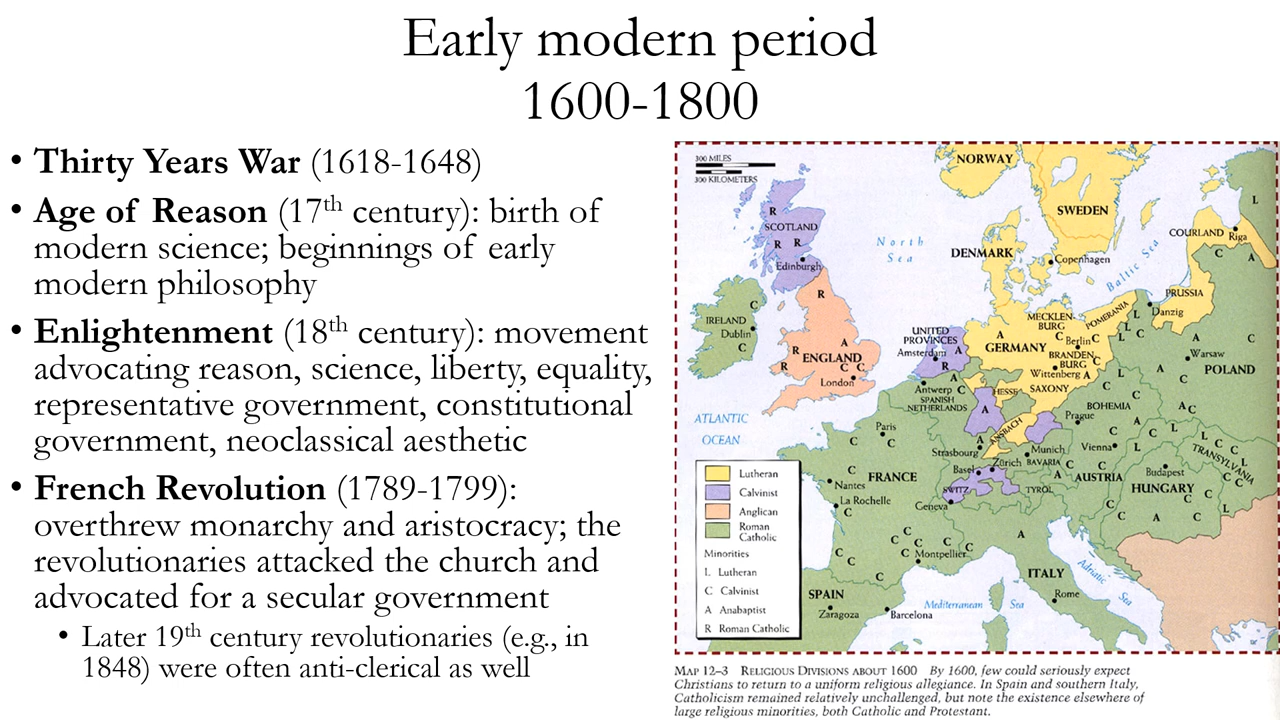 Early modern period
1600-1800
• Thirty Years War (1618-1648)
• Age of Reason (17th century): birth of
modern science; beginnings of early
modern philosophy
• Enlightenment (18th century): movement
advocating reason, science, liberty, equality,
representative government, constitutional
government, neoclassical aesthetic
• French Revolution (1789-1799):
overthrew monarchy and aristocracy; the
revolutionaries attacked the church and
advocated for a secular government
• Later 19th century revolutionaries (e.g., in
1848) were often anti-clerical as well
300 MILES
300 KILOMETERS
NORWAY
SWEDEN
L
R
SCOTLAND
R R
Edinburgh
North
Sea
DENMARK
Copenhagen
Baltic Sea
COURLAND
Riga
C
A
R
IRELAND
C
Dublin
C
R
A
ENGLAND
R
C C
London
UNITED
PROVINCES
Amsterdam
A
R
A
C
Antwerp
SPANISH
NETHERLANDS
A
GERMANY
MECKLEN-
BURG
C
Berlin
C
BRANDEN-
BURG
Wittenberg
A
POMERANIA
L
L
C
PRUSSIA
Danzig
L
C
A
C
Warsaw
POLAND
A
C
HESSE
SAXONY
C
L
BOHEMIA
A C
Prague
C
A
L
A
ANSBACH
ATLANTIC
OCEAN
Paris
C
C
A
Strasbourg
C
Munich
BAVARIA
Vienna
C
L
L
C
L
C
C
TRANSYLVANIA
L
C
Basel
Zürich
A
C
C
AUSTRIA
Budapest
HUNGARY
C
C
C
SWITZ
Geneva
TYROL
C
FRANCE
Nantes
La Rochelle
C
C
A
C
L
C
C
C
C
C
C
Montpellier
C
C
A
ITALY
Adriatic
Sea
SPAIN
Zaragoza
Barcelona
Mediterranean Sea
Rome
Lutheran
Calvinist
Anglican
Roman
Catholic
Minorities
L Lutheran
C Calvinist
A Anabaptist
R Roman Catholic
MAP 12–3 RELIGIOUS DIVISIONS ABOUT 1600 By 1600, few could seriously expect
Christians to return to a uniform religious allegiance. In Spain and southern Italy,
Catholicism remained relatively unchallenged, but note the existence elsewhere of
large religious minorities, both Catholic and Protestant.